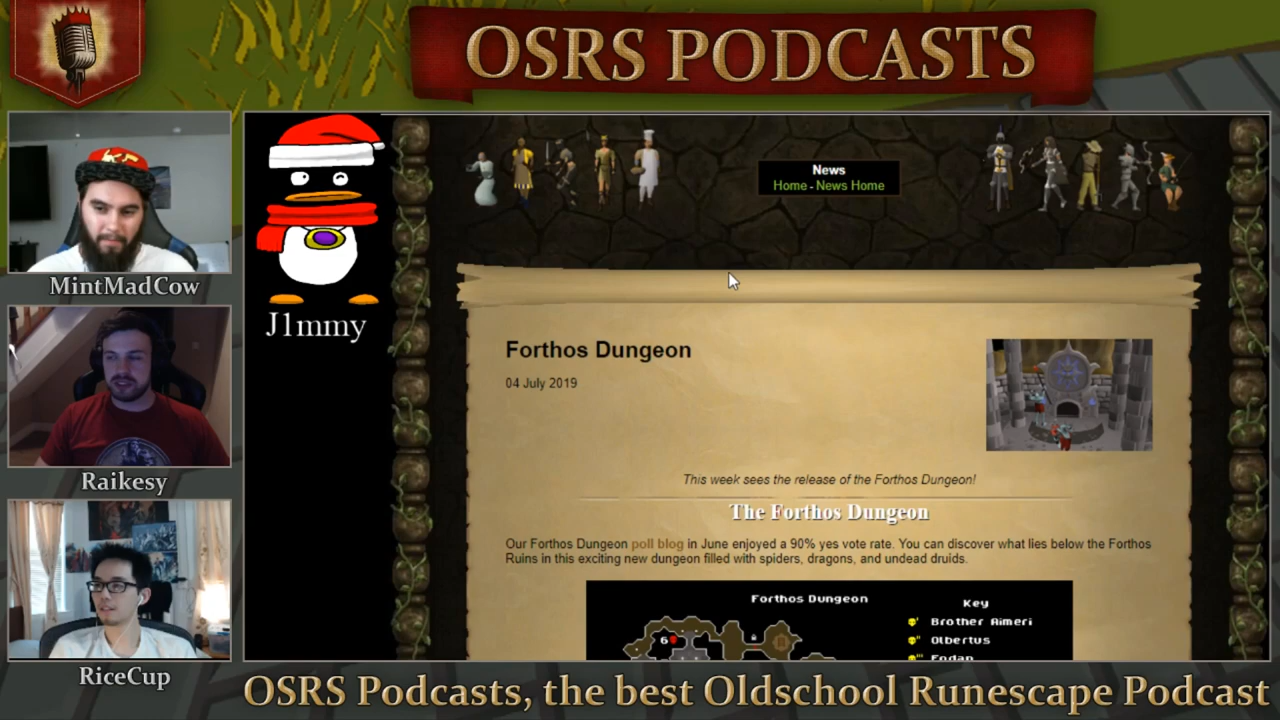 OSRS PODCASTS
MintMadCow
Raikesy
RiceCup
J1mmy
News
Home - News Home
Forthos Dungeon
04 July 2019
This week sees the release of the Forthos Dungeon!
The Forthos Dungeon
Our Forthos Dungeon poll blog in June enjoyed a 90% yes vote rate. You can discover what lies below the Forthos
Ruins in this exciting new dungeon filled with spiders, dragons, and undead druids.
Forthos Dungeon
Key
Brother Aimeri
Olbertus
Fodan
6
OSRS Podcasts, the best Oldschool Runescape Podcast